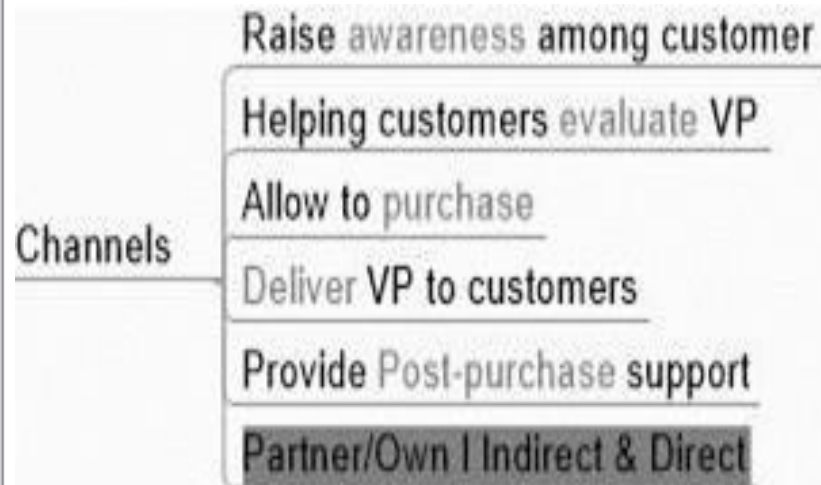 Raise awareness among customer
Helping customers evaluate VP
Allow to purchase
Channels
Deliver VP to customers
Provide Post-purchase support
Partner/Own I Indirect & Direct